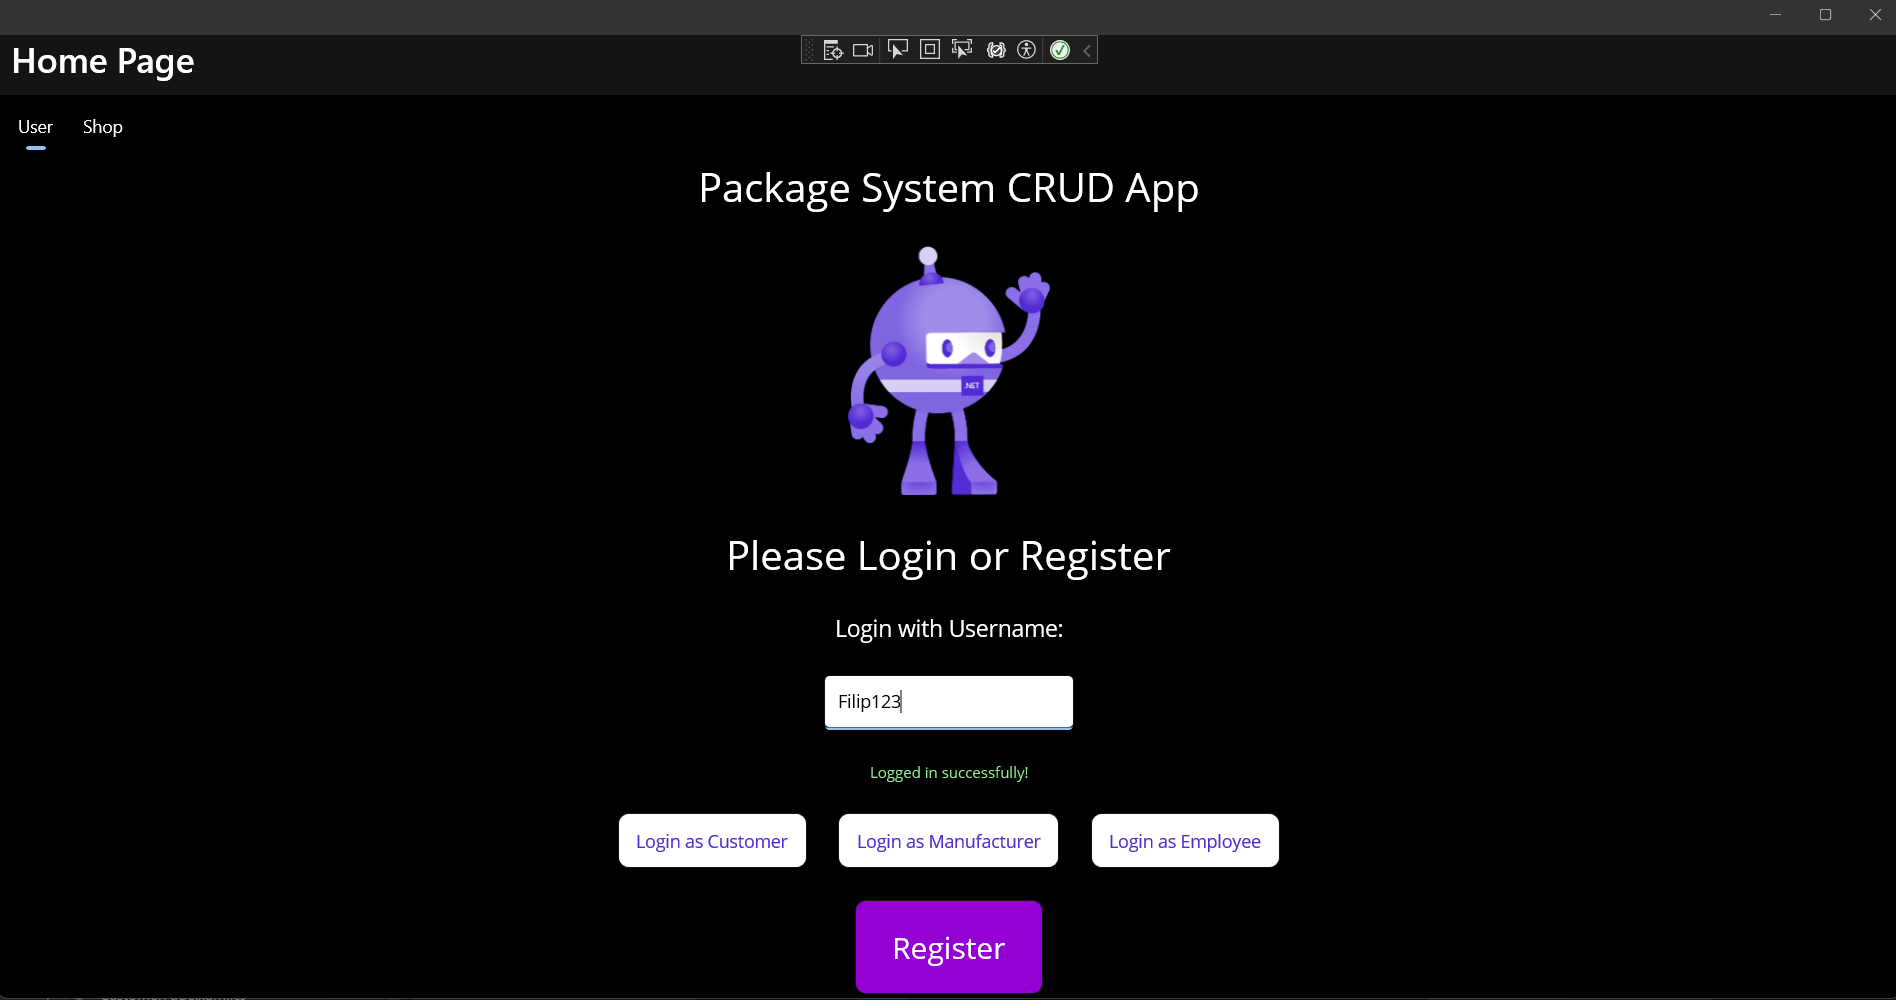 Home Page
User Shop
Package System CRUD App
.NET
Please Login or Register
Login with Username:
Filip123
Logged in successfully!
Login as Customer Login as Manufacturer Login as Employee
Register